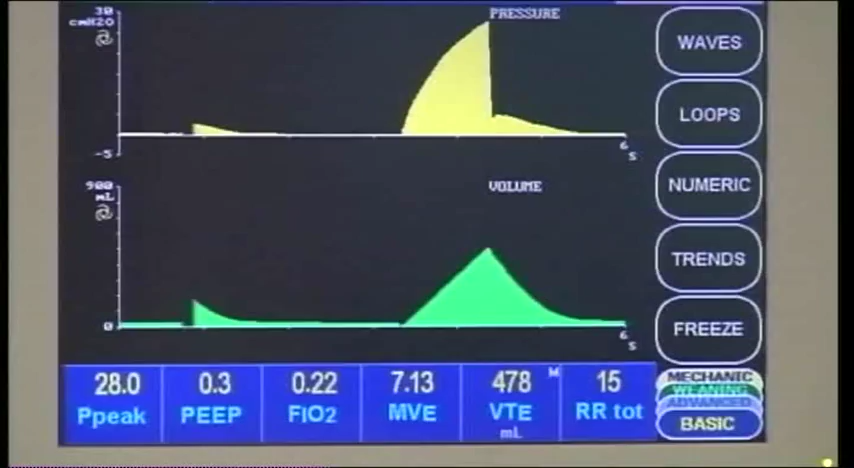 30
cmH2O
PRESSURE
-5
6
s
900
mL
VOLUME
0
6
s
WAVES
LOOPS
NUMERIC
TRENDS
FREEZE
MECHANIC
WEANING
ADVANCED
BASIC
28.0 0.3 0.22 7.13 478 M 15
Ppeak PEEP FiO2 MVE VTE RR tot
mL